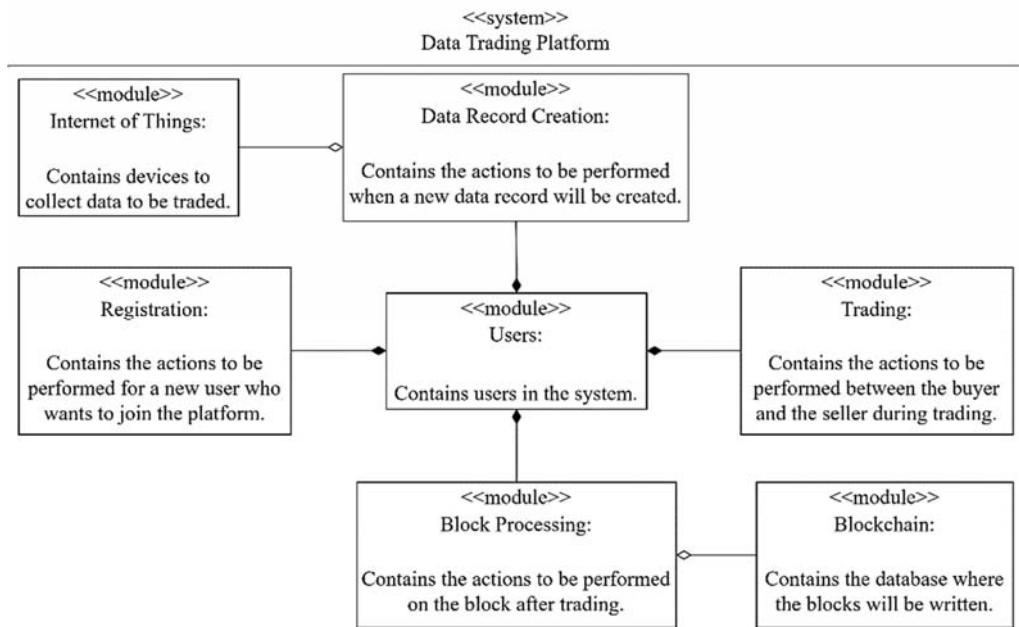 <<system>>
Data Trading Platform
<<module>>
Internet of Things:
Contains devices to
collect data to be traded.
<<module>>
Data Record Creation:
Contains the actions to be performed
when a new data record will be created.
<<module>>
Registration:
Contains the actions to be
performed for a new user who
wants to join the platform.
<<module>>
Users:
Contains users in the system.
<<module>>
Trading:
Contains the actions to be
performed between the buyer
and the seller during trading.
<<module>>
Block Processing:
Contains the actions to be performed
on the block after trading.
<<module>>
Blockchain:
Contains the database where
the blocks will be written.